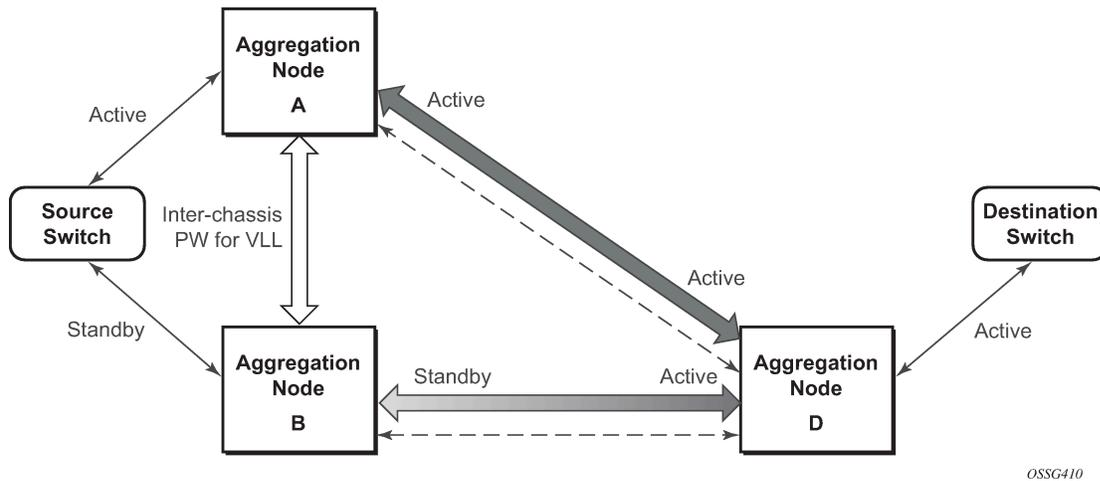 Aggregation
Node
A
Active
Active
Inter-chassis
PW for VLL
Source
Switch
Destination
Switch
Active
Standby
Active
Aggregation
Node
B
Standby
Active
Aggregation
Node
D
OSSG410